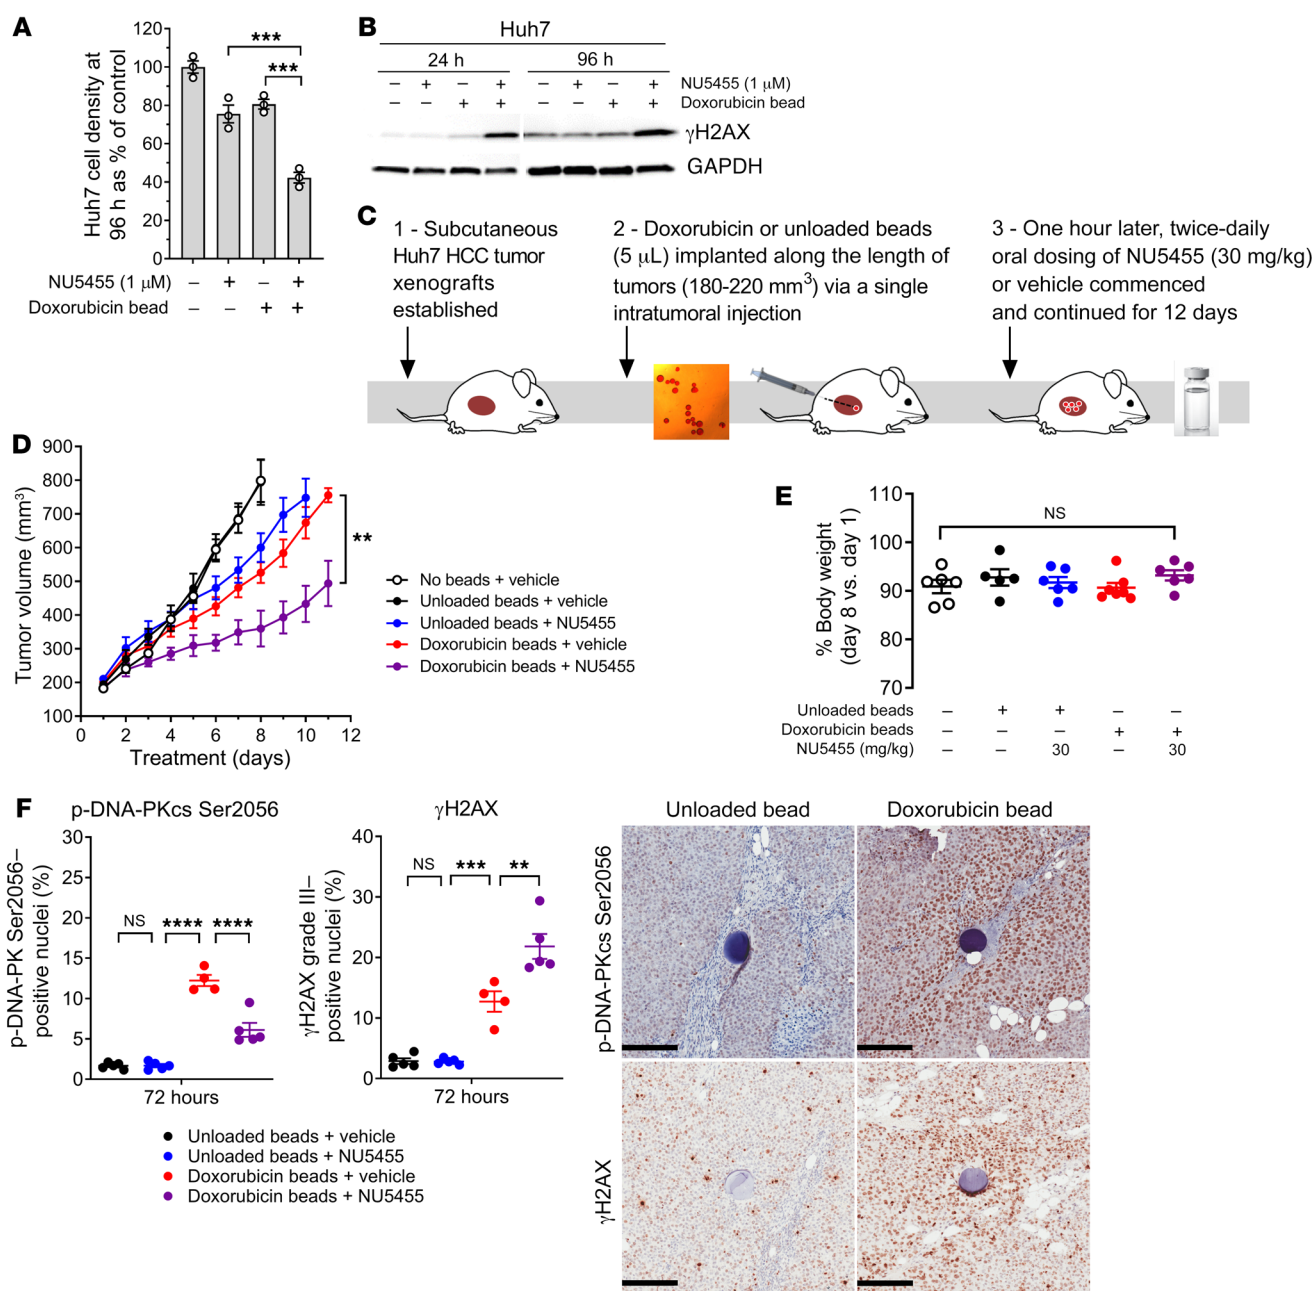 A
Huh7 cell density at
96 h as % of control
120
100
80
60
40
20
0
***
***
NU5455 (1 μM) – + – +
Doxorubicin bead – – + +
B
Huh7
24 h 96 h
– + – + – + – + NU5455 (1 μM)
– – + + – – + + Doxorubicin bead
γH2AX
GAPDH
C
1 - Subcutaneous
Huh7 HCC tumor
xenografts
established
2 - Doxorubicin or unloaded beads
(5 μL) implanted along the length of
tumors (180-220 mm³) via a single
intratumoral injection
3 - One hour later, twice-daily
oral dosing of NU5455 (30 mg/kg)
or vehicle commenced
and continued for 12 days
D
Tumor volume (mm³)
900
800
700
600
500
400
300
200
100
0 2 4 6 8 10 12
Treatment (days)
**
No beads + vehicle
Unloaded beads + vehicle
Unloaded beads + NU5455
Doxorubicin beads + vehicle
Doxorubicin beads + NU5455
E
% Body weight
(day 8 vs. day 1)
110
100
90
80
70
NS
Unloaded beads – + + – –
Doxorubicin beads – – – + +
NU5455 (mg/kg) – – 30 – 30
F
p-DNA-PKcs Ser2056
p-DNA-PK Ser2056–
positive nuclei (%)
30
25
20
15
10
5
0
NS **** ****
72 hours
γH2AX
γH2AX grade III–
positive nuclei (%)
40
30
20
10
0
NS *** **
72 hours
Unloaded beads + vehicle
Unloaded beads + NU5455
Doxorubicin beads + vehicle
Doxorubicin beads + NU5455
Unloaded bead Doxorubicin bead
p-DNA-PKcs Ser2056
γH2AX